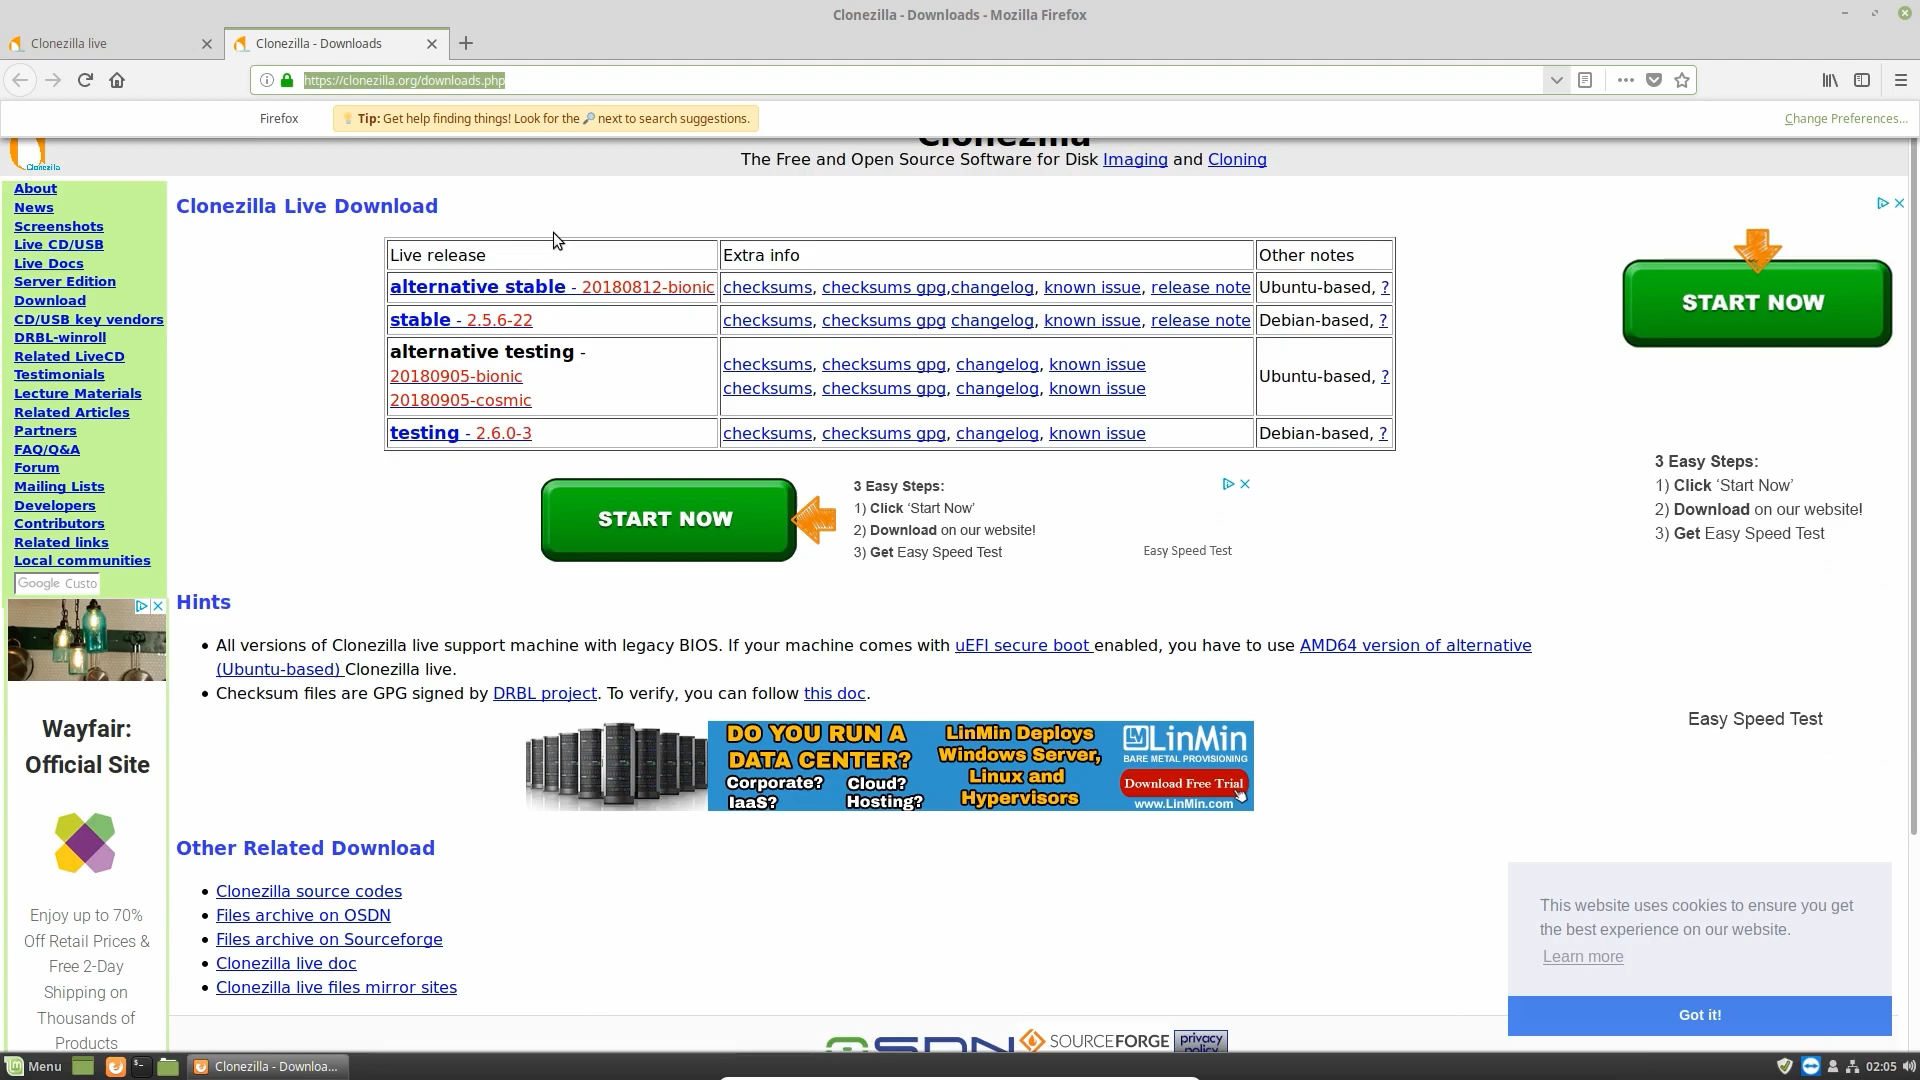 Clonezilla - Downloads - Mozilla Firefox
Clonezilla live
Clonezilla - Downloads
https://clonezilla.org/downloads.php
Firefox
Tip: Get help finding things! Look for the 🔎 next to search suggestions.
Change Preferences...
Clonezilla
Clonezilla
The Free and Open Source Software for Disk Imaging and Cloning
About
News
Screenshots
Live CD/USB
Live Docs
Server Edition
Download
CD/USB key vendors
DRBL-winroll
Related LiveCD
Testimonials
Lecture Materials
Related Articles
Partners
FAQ/Q&A
Forum
Mailing Lists
Developers
Contributors
Related links
Local communities
Google Custo
Wayfair:
Official Site
Enjoy up to 70%
Off Retail Prices &
Free 2-Day
Shipping on
Thousands of
Products
Clonezilla Live Download
Live release Extra info Other notes
alternative stable - 20180812-bionic checksums, checksums gpg,changelog, known issue, release note Ubuntu-based, ?
stable - 2.5.6-22 checksums, checksums gpg changelog, known issue, release note Debian-based, ?
alternative testing -
20180905-bionic
20180905-cosmic
checksums, checksums gpg, changelog, known issue
checksums, checksums gpg, changelog, known issue
Ubuntu-based, ?
testing - 2.6.0-3 checksums, checksums gpg, changelog, known issue Debian-based, ?
START NOW
3 Easy Steps:
1) Click ‘Start Now’
2) Download on our website!
3) Get Easy Speed Test
Easy Speed Test
Hints
• All versions of Clonezilla live support machine with legacy BIOS. If your machine comes with uEFI secure boot enabled, you have to use AMD64 version of alternative
(Ubuntu-based) Clonezilla live.
• Checksum files are GPG signed by DRBL project. To verify, you can follow this doc.
DO YOU RUN A
DATA CENTER?
Corporate? Cloud?
IaaS? Hosting?
LinMin Deploys
Windows Server,
Linux and
Hypervisors
LinMin
BARE METAL PROVISIONING
Download Free Trial
www.LinMin.com
Other Related Download
• Clonezilla source codes
• Files archive on OSDN
• Files archive on Sourceforge
• Clonezilla live doc
• Clonezilla live files mirror sites
OSDN
SOURCEFORGE
privacy
policy
START NOW
3 Easy Steps:
1) Click ‘Start Now’
2) Download on our website!
3) Get Easy Speed Test
Easy Speed Test
This website uses cookies to ensure you get
the best experience on our website.
Learn more
Got it!
Menu
Clonezilla - Downloa...
02:05